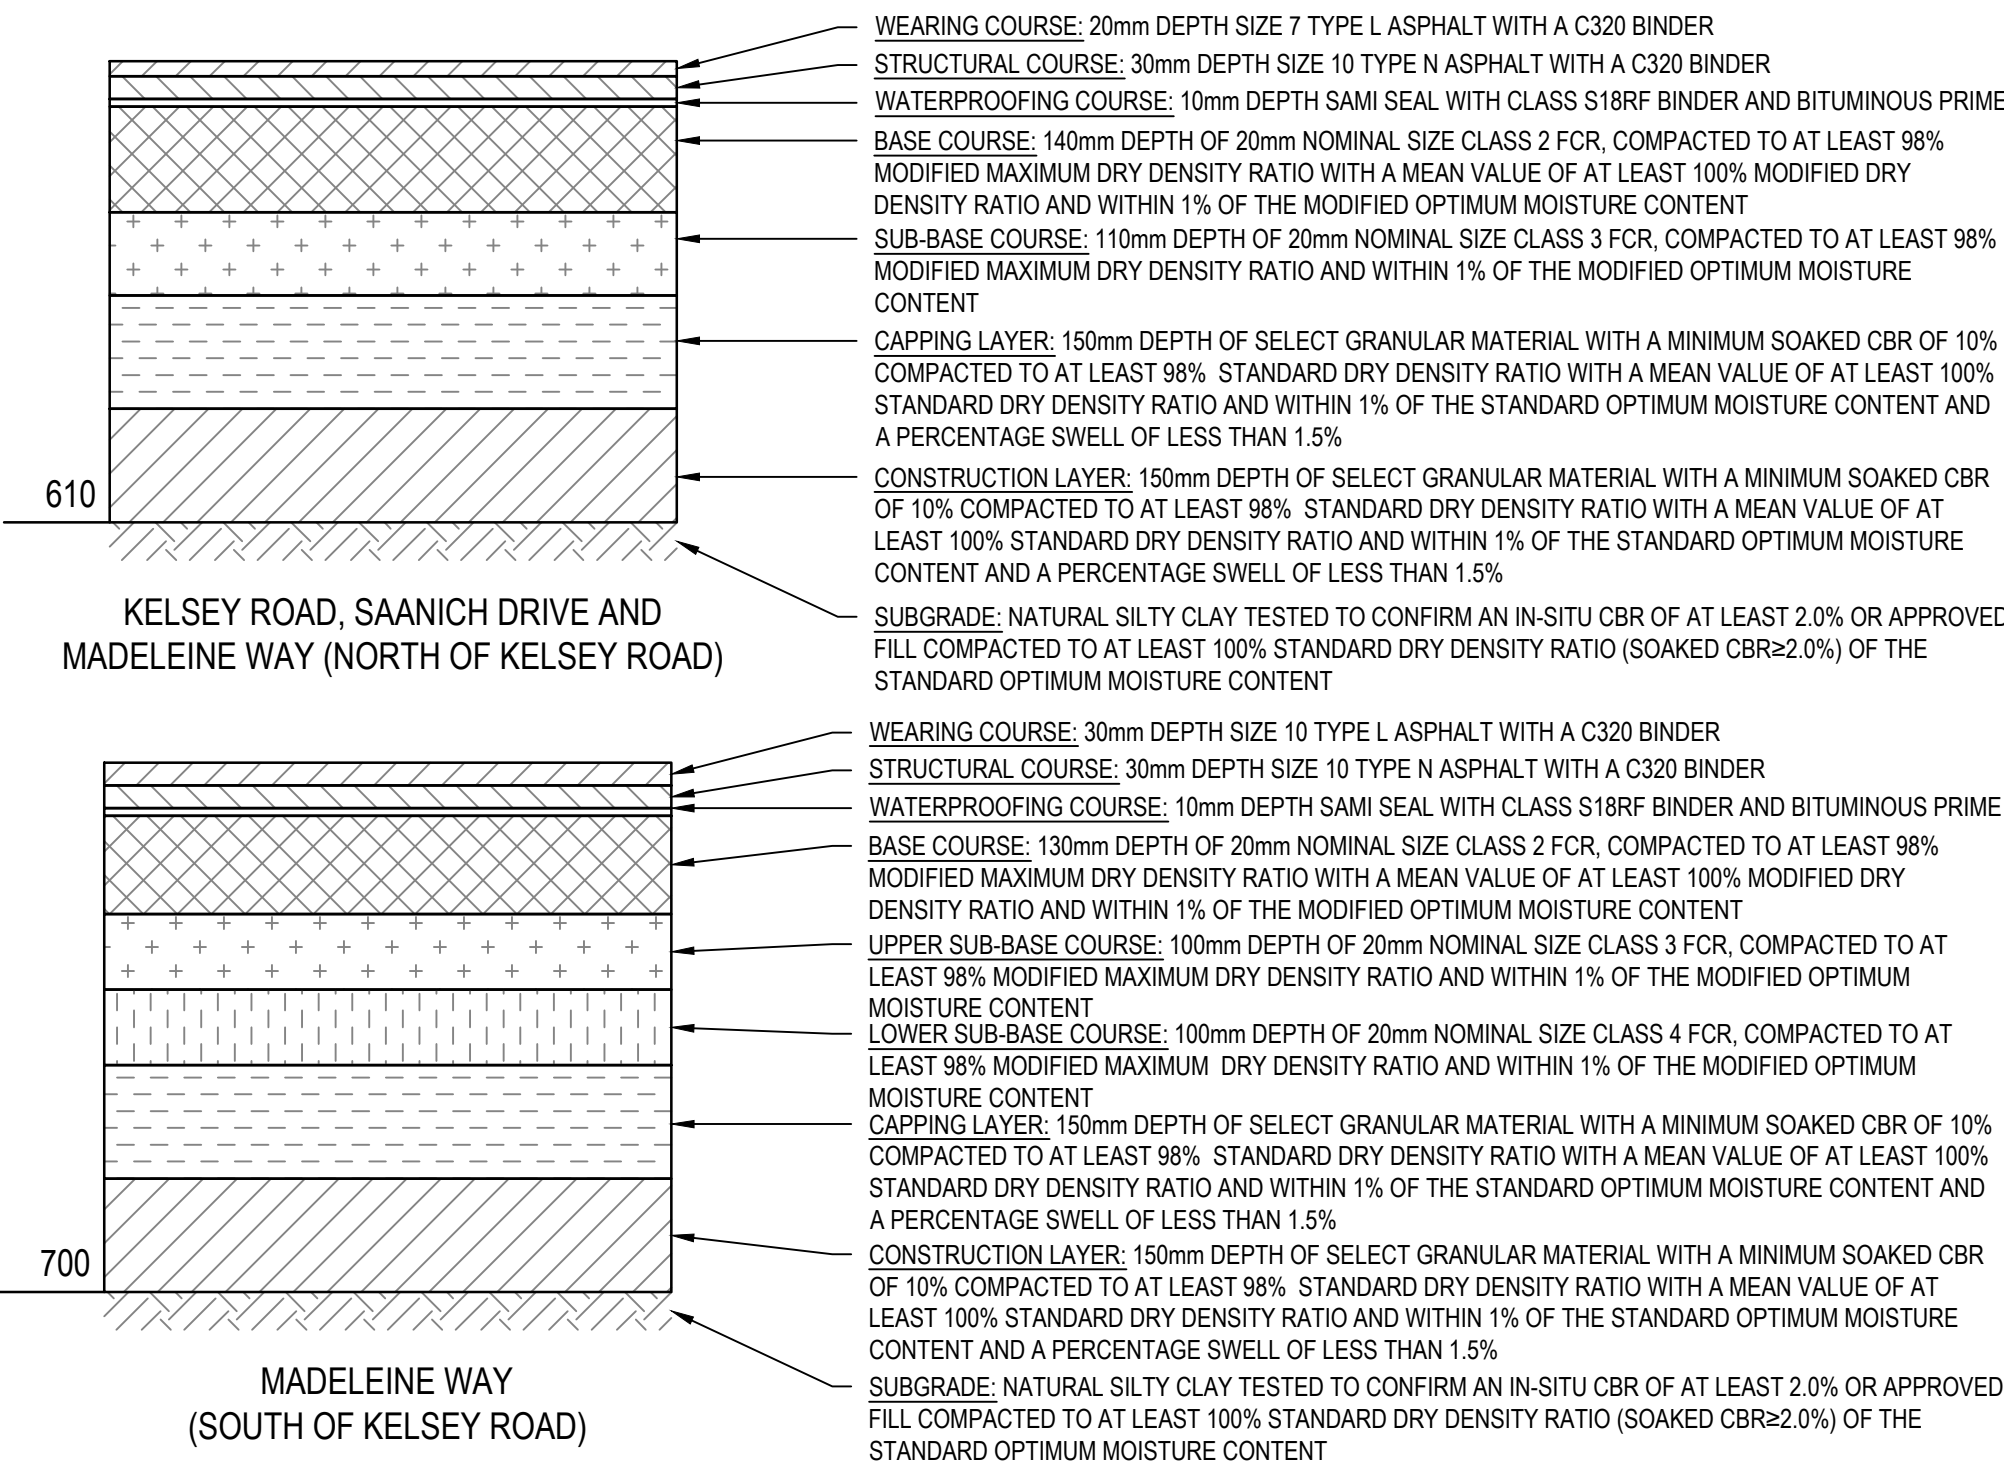 WEARING COURSE: 20mm DEPTH SIZE 7 TYPE L ASPHALT WITH A C320 BINDER
STRUCTURAL COURSE: 30mm DEPTH SIZE 10 TYPE N ASPHALT WITH A C320 BINDER
WATERPROOFING COURSE: 10mm DEPTH SAMI SEAL WITH CLASS S18RF BINDER AND BITUMINOUS PRIME
BASE COURSE: 140mm DEPTH OF 20mm NOMINAL SIZE CLASS 2 FCR, COMPACTED TO AT LEAST 98%
MODIFIED MAXIMUM DRY DENSITY RATIO WITH A MEAN VALUE OF AT LEAST 100% MODIFIED DRY
DENSITY RATIO AND WITHIN 1% OF THE MODIFIED OPTIMUM MOISTURE CONTENT
SUB-BASE COURSE: 110mm DEPTH OF 20mm NOMINAL SIZE CLASS 3 FCR, COMPACTED TO AT LEAST 98%
MODIFIED MAXIMUM DRY DENSITY RATIO AND WITHIN 1% OF THE MODIFIED OPTIMUM MOISTURE
CONTENT
CAPPING LAYER: 150mm DEPTH OF SELECT GRANULAR MATERIAL WITH A MINIMUM SOAKED CBR OF 10%
COMPACTED TO AT LEAST 98% STANDARD DRY DENSITY RATIO WITH A MEAN VALUE OF AT LEAST 100%
STANDARD DRY DENSITY RATIO AND WITHIN 1% OF THE STANDARD OPTIMUM MOISTURE CONTENT AND
A PERCENTAGE SWELL OF LESS THAN 1.5%
CONSTRUCTION LAYER: 150mm DEPTH OF SELECT GRANULAR MATERIAL WITH A MINIMUM SOAKED CBR
OF 10% COMPACTED TO AT LEAST 98% STANDARD DRY DENSITY RATIO WITH A MEAN VALUE OF AT
LEAST 100% STANDARD DRY DENSITY RATIO AND WITHIN 1% OF THE STANDARD OPTIMUM MOISTURE
CONTENT AND A PERCENTAGE SWELL OF LESS THAN 1.5%
SUBGRADE: NATURAL SILTY CLAY TESTED TO CONFIRM AN IN-SITU CBR OF AT LEAST 2.0% OR APPROVED
FILL COMPACTED TO AT LEAST 100% STANDARD DRY DENSITY RATIO (SOAKED CBR≥2.0%) OF THE
STANDARD OPTIMUM MOISTURE CONTENT
610
KELSEY ROAD, SAANICH DRIVE AND
MADELEINE WAY (NORTH OF KELSEY ROAD)
WEARING COURSE: 30mm DEPTH SIZE 10 TYPE L ASPHALT WITH A C320 BINDER
STRUCTURAL COURSE: 30mm DEPTH SIZE 10 TYPE N ASPHALT WITH A C320 BINDER
WATERPROOFING COURSE: 10mm DEPTH SAMI SEAL WITH CLASS S18RF BINDER AND BITUMINOUS PRIME
BASE COURSE: 130mm DEPTH OF 20mm NOMINAL SIZE CLASS 2 FCR, COMPACTED TO AT LEAST 98%
MODIFIED MAXIMUM DRY DENSITY RATIO WITH A MEAN VALUE OF AT LEAST 100% MODIFIED DRY
DENSITY RATIO AND WITHIN 1% OF THE MODIFIED OPTIMUM MOISTURE CONTENT
UPPER SUB-BASE COURSE: 100mm DEPTH OF 20mm NOMINAL SIZE CLASS 3 FCR, COMPACTED TO AT
LEAST 98% MODIFIED MAXIMUM DRY DENSITY RATIO AND WITHIN 1% OF THE MODIFIED OPTIMUM
MOISTURE CONTENT
LOWER SUB-BASE COURSE: 100mm DEPTH OF 20mm NOMINAL SIZE CLASS 4 FCR, COMPACTED TO AT
LEAST 98% MODIFIED MAXIMUM DRY DENSITY RATIO AND WITHIN 1% OF THE MODIFIED OPTIMUM
MOISTURE CONTENT
CAPPING LAYER: 150mm DEPTH OF SELECT GRANULAR MATERIAL WITH A MINIMUM SOAKED CBR OF 10%
COMPACTED TO AT LEAST 98% STANDARD DRY DENSITY RATIO WITH A MEAN VALUE OF AT LEAST 100%
STANDARD DRY DENSITY RATIO AND WITHIN 1% OF THE STANDARD OPTIMUM MOISTURE CONTENT AND
A PERCENTAGE SWELL OF LESS THAN 1.5%
CONSTRUCTION LAYER: 150mm DEPTH OF SELECT GRANULAR MATERIAL WITH A MINIMUM SOAKED CBR
OF 10% COMPACTED TO AT LEAST 98% STANDARD DRY DENSITY RATIO WITH A MEAN VALUE OF AT
LEAST 100% STANDARD DRY DENSITY RATIO AND WITHIN 1% OF THE STANDARD OPTIMUM MOISTURE
CONTENT AND A PERCENTAGE SWELL OF LESS THAN 1.5%
SUBGRADE: NATURAL SILTY CLAY TESTED TO CONFIRM AN IN-SITU CBR OF AT LEAST 2.0% OR APPROVED
FILL COMPACTED TO AT LEAST 100% STANDARD DRY DENSITY RATIO (SOAKED CBR≥2.0%) OF THE
STANDARD OPTIMUM MOISTURE CONTENT
700
MADELEINE WAY
(SOUTH OF KELSEY ROAD)